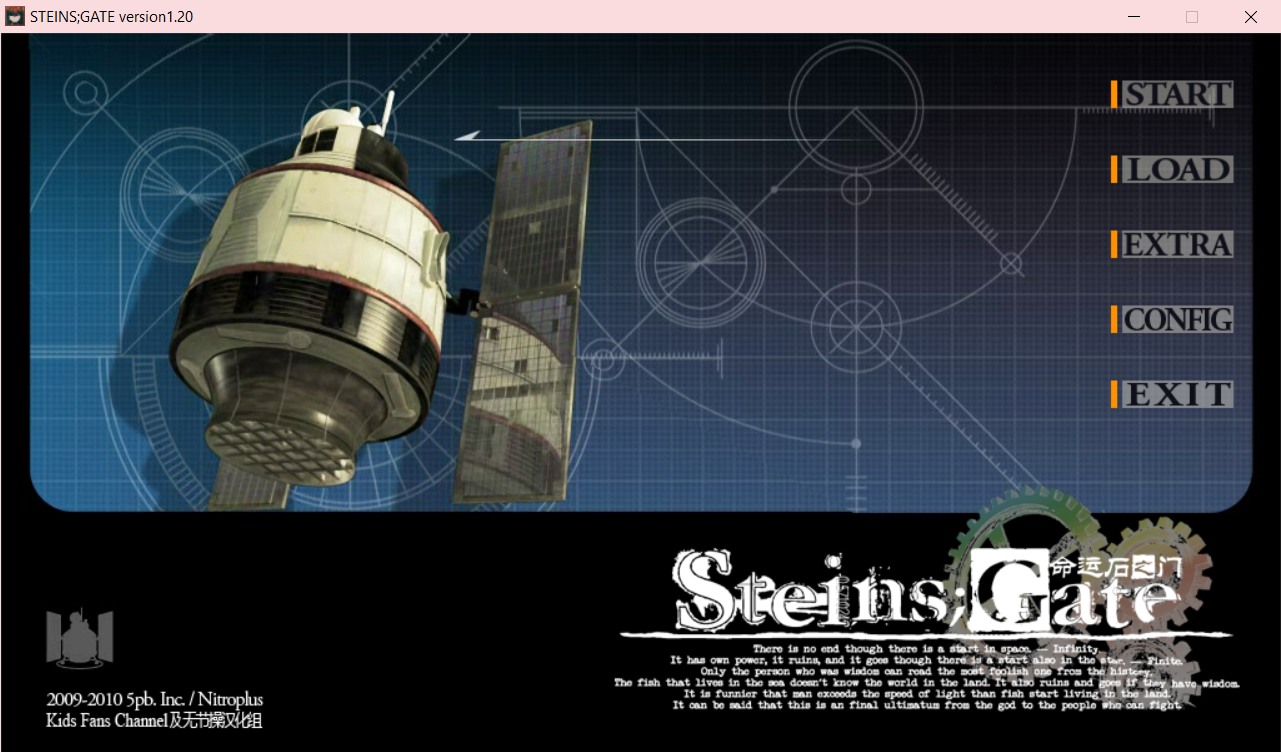 STEINS;GATE version1.20
START
LOAD
EXTRA
CONFIG
EXIT
命运石之门
Steins;Gate
There is no end though there is a start in space. — Infinity.
It has own power, it ruins, and it goes though there is a start also in the star. — Finite.
Only the person who was wisdom can read the most foolish one from the history.
The fish that lives in the sea doesn't know the world in the land. It also ruins and goes if they have wisdom.
It is funnier that man exceeds the speed of light than fish start living in the land.
It can be said that this is an final ultimatum from the god to the people who can fight.
2009-2010 5pb. Inc. / Nitroplus
Kids Fans Channel 及无节操汉化组